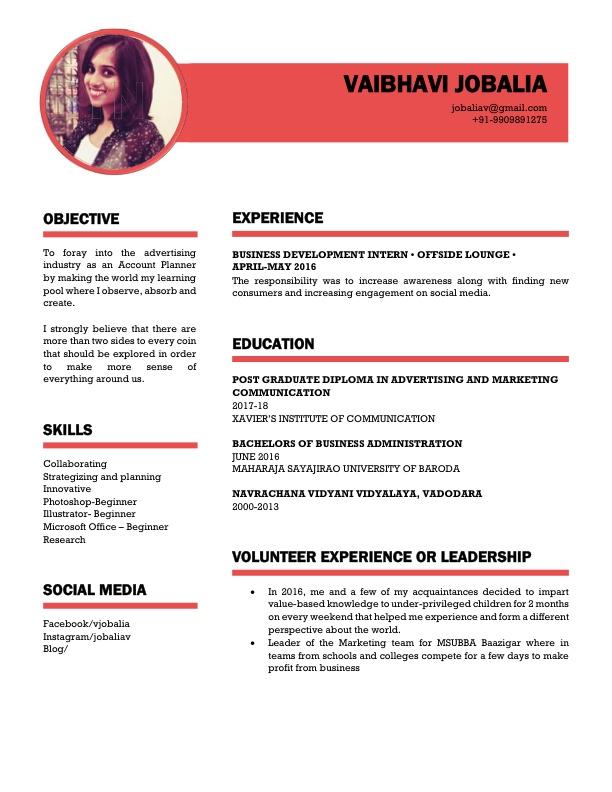 VAIBHAVI JOBALIA
jobaliav@gmail.com
+91-9909891275
OBJECTIVE
To foray into the advertising
industry as an Account Planner
by making the world my learning
pool where I observe, absorb and
create.
I strongly believe that there are
more than two sides to every coin
that should be explored in order
to make more sense of
everything around us.
SKILLS
Collaborating
Strategizing and planning
Innovative
Photoshop-Beginner
Illustrator- Beginner
Microsoft Office – Beginner
Research
SOCIAL MEDIA
Facebook/vjobalia
Instagram/jobaliav
Blog/
EXPERIENCE
BUSINESS DEVELOPMENT INTERN • OFFSIDE LOUNGE •
APRIL-MAY 2016
The responsibility was to increase awareness along with finding new
consumers and increasing engagement on social media.
EDUCATION
POST GRADUATE DIPLOMA IN ADVERTISING AND MARKETING
COMMUNICATION
2017-18
XAVIER'S INSTITUTE OF COMMUNICATION
BACHELORS OF BUSINESS ADMINISTRATION
JUNE 2016
MAHARAJA SAYAJIRAO UNIVERSITY OF BARODA
NAVRACHANA VIDYANI VIDYALAYA, VADODARA
2000-2013
VOLUNTEER EXPERIENCE OR LEADERSHIP
• In 2016, me and a few of my acquaintances decided to impart
value-based knowledge to under-privileged children for 2 months
on every weekend that helped me experience and form a different
perspective about the world.
• Leader of the Marketing team for MSUBBA Baazigar where in
teams from schools and colleges compete for a few days to make
profit from business